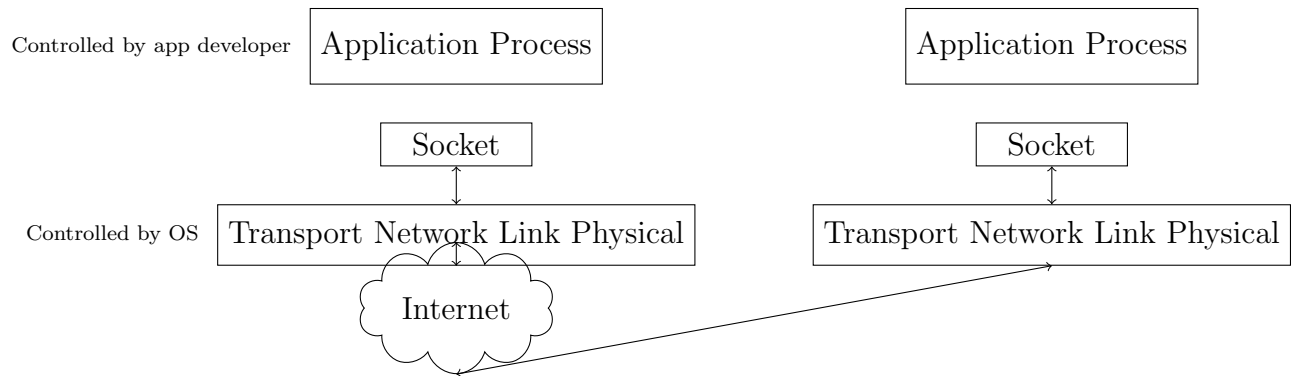 Controlled by app developer
Application Process
Application Process
Socket
Socket
Controlled by OS
Transport Network Link Physical
Transport Network Link Physical
Internet